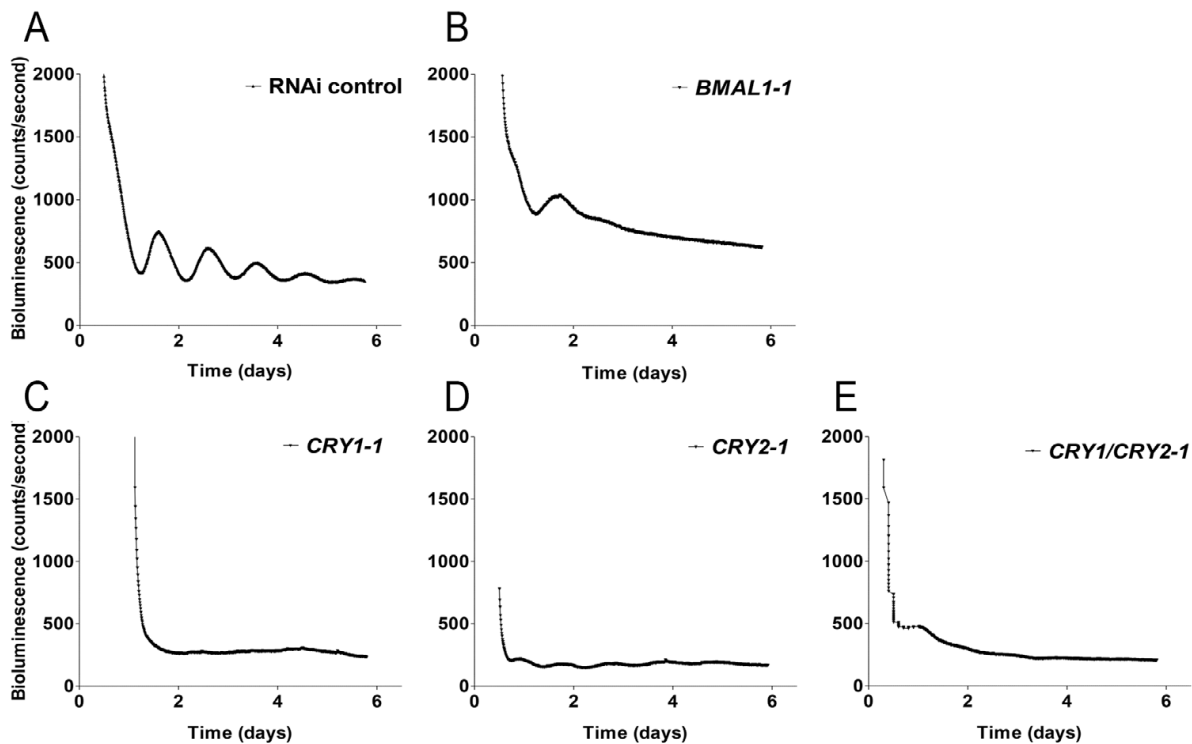 A
Bioluminescence (counts/second)
2000
1500
1000
500
0
RNAi control
0 2 4 6
Time (days)
B
2000
1500
1000
500
0
BMAL1-1
0 2 4 6
Time (days)
C
Bioluminescence (counts/second
2000
1500
1000
500
0
CRY1-1
0 2 4 6
Time (days)
D
2000
1500
1000
500
0
CRY2-1
0 2 4 6
Time (days)
E
2000
1500
1000
500
0
CRY1/CRY2-1
0 2 4 6
Time (days)